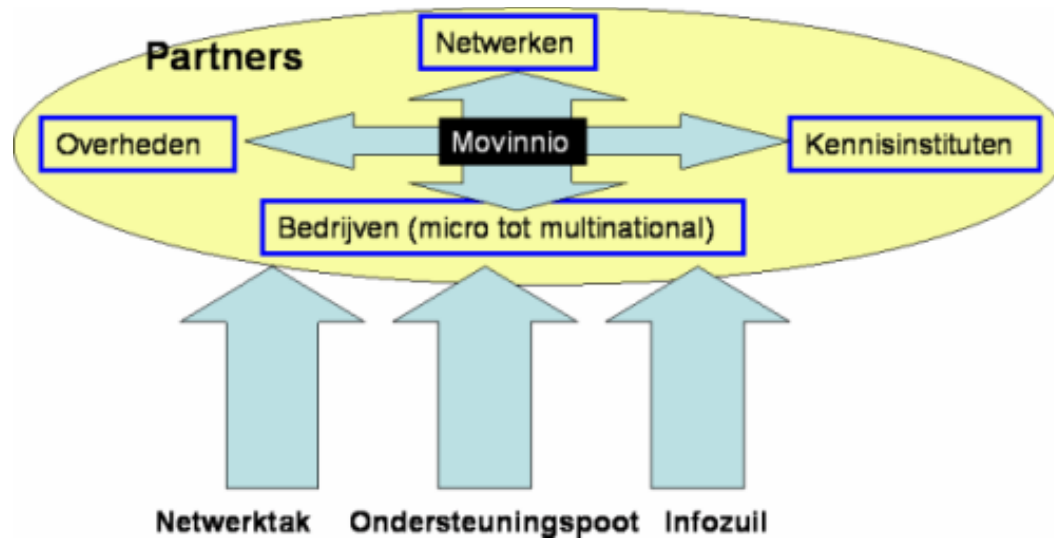 Partners
Netwerken
Overheden
Movinnio
Kennisinstituten
Bedrijven (micro tot multinational)
Netwerktak
Ondersteuningspoot
Infozuil